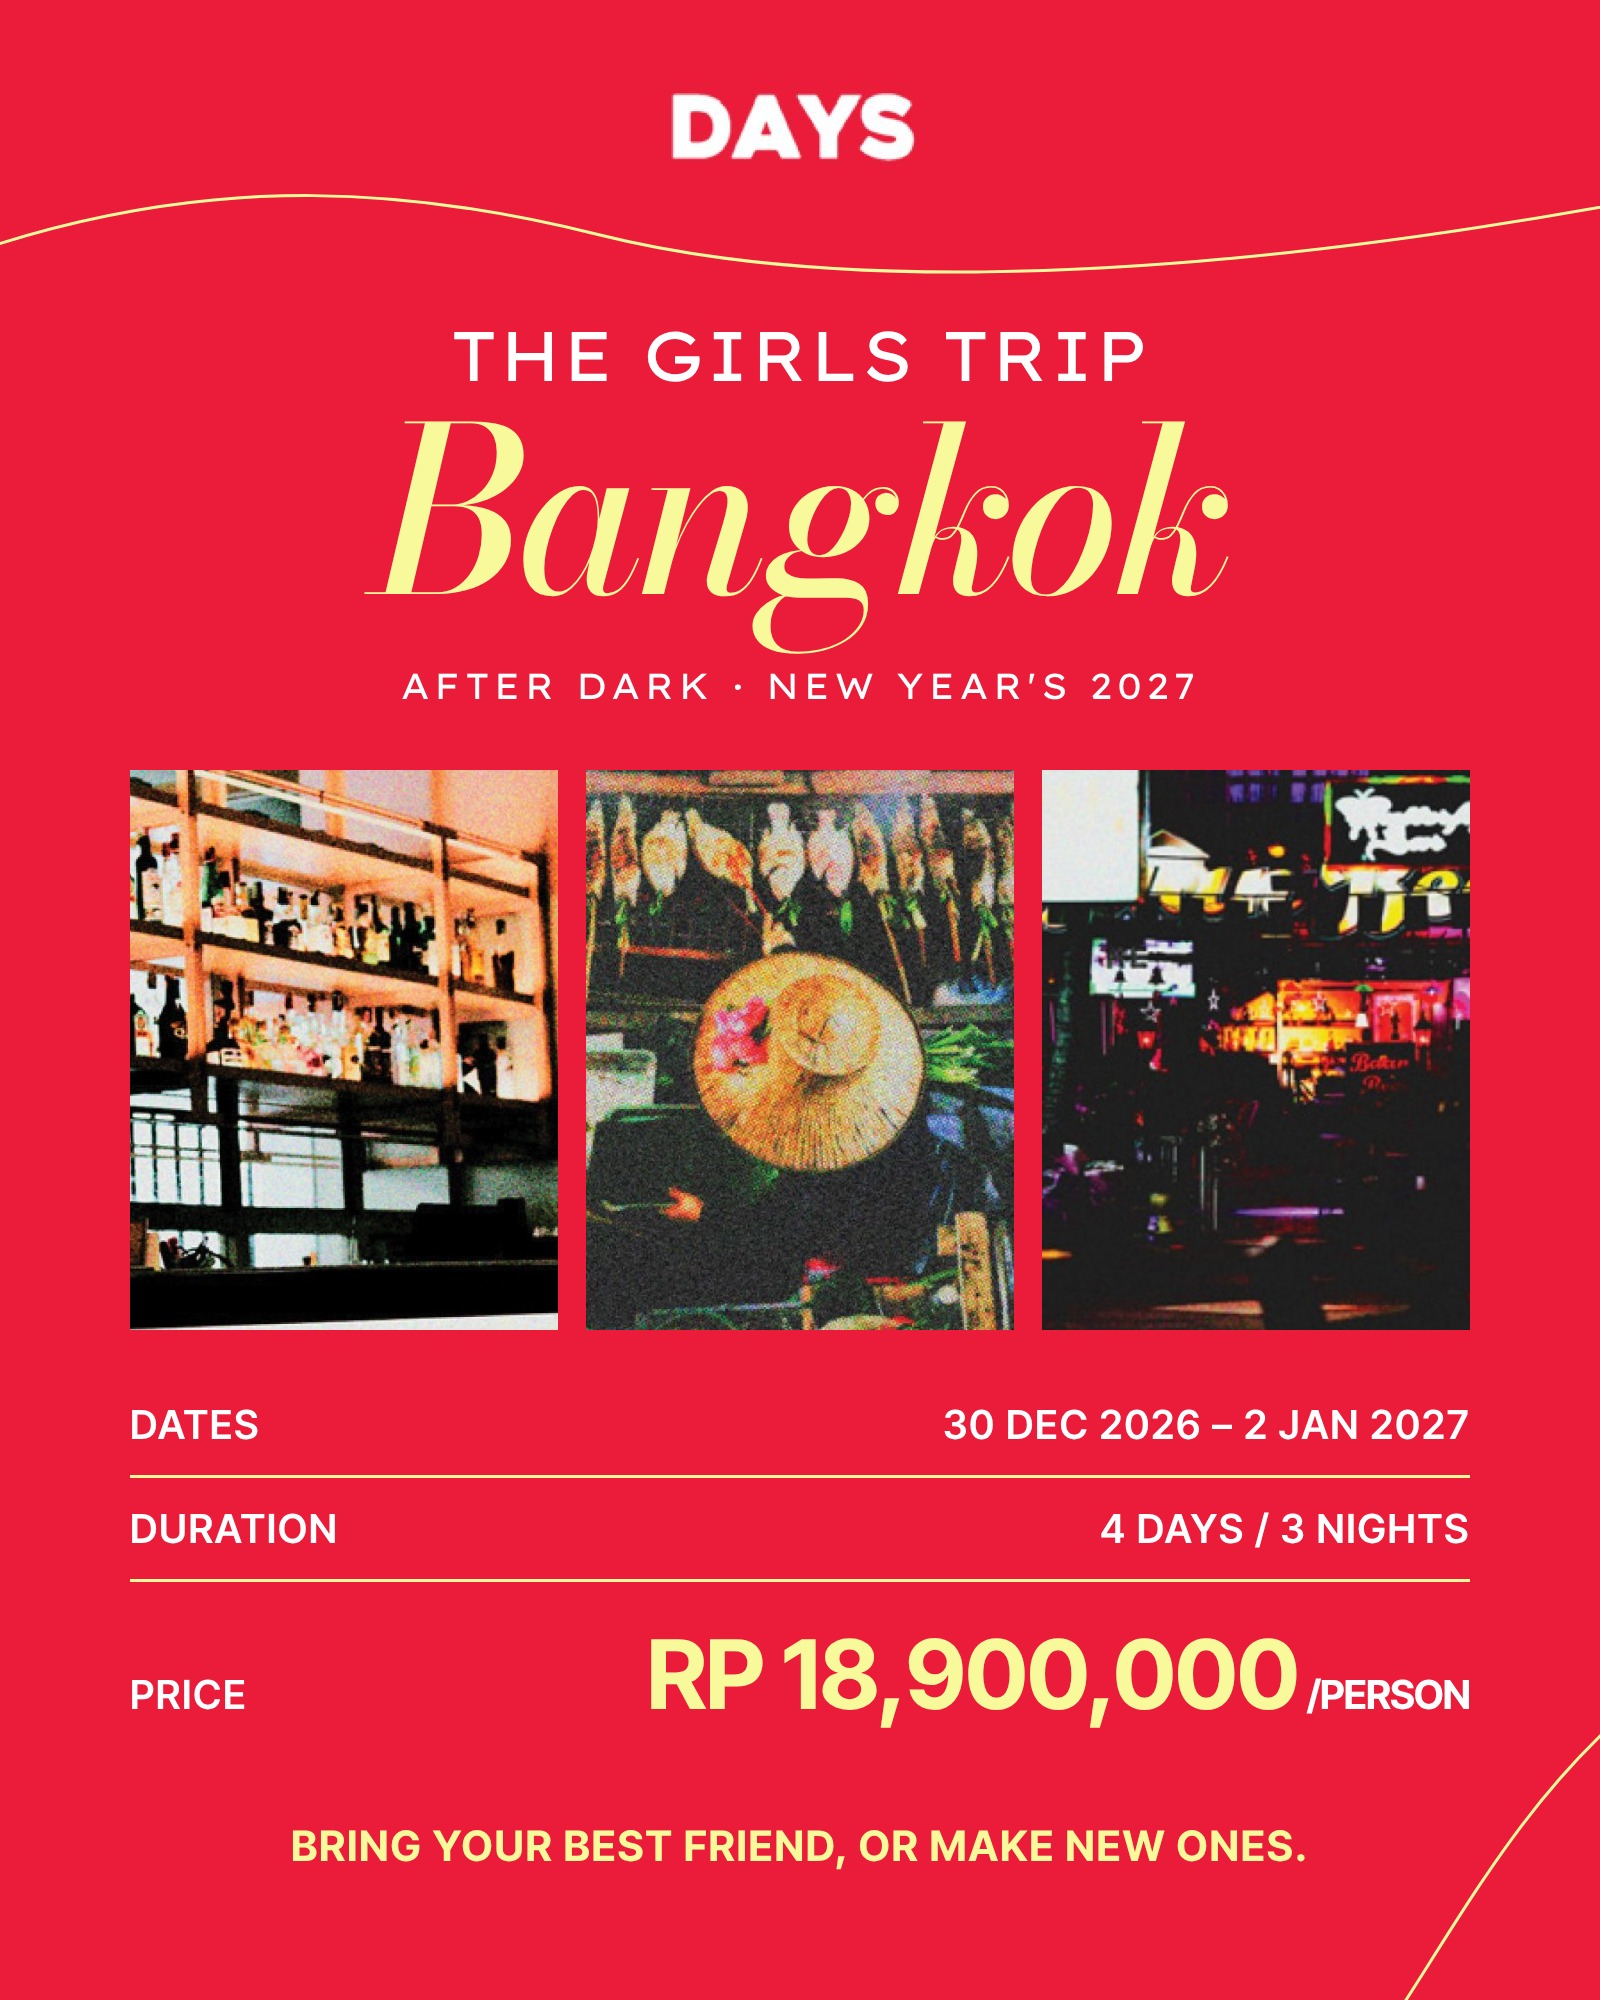 DAYS
THE GIRLS TRIP
Bangkok
AFTER DARK · NEW YEAR'S 2027
DATES
30 DEC 2026 – 2 JAN 2027
DURATION
4 DAYS / 3 NIGHTS
PRICE
RP 18,900,000 /PERSON
BRING YOUR BEST FRIEND, OR MAKE NEW ONES.